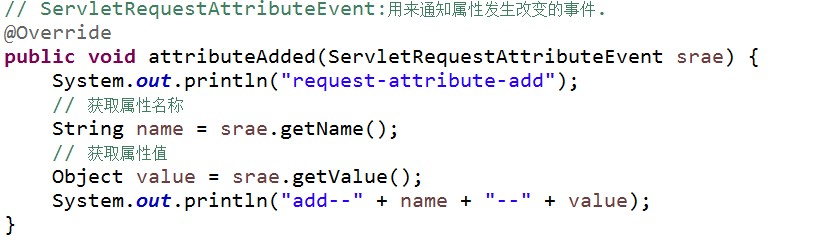 // ServletRequestAttributeEvent:用来通知属性发生改变的事件.
@Override
public void attributeAdded(ServletRequestAttributeEvent srae) {
    System.out.println("request-attribute-add");
    // 获取属性名称
    String name = srae.getName();
    // 获取属性值
    Object value = srae.getValue();
    System.out.println("add--" + name + "--" + value);
}